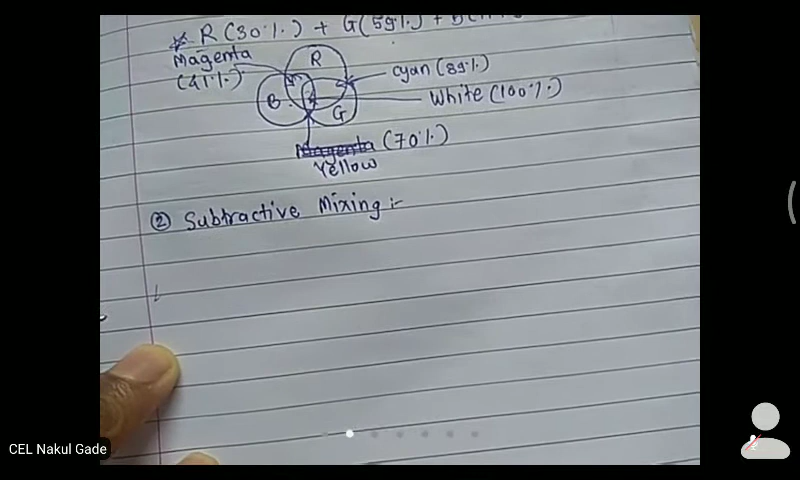 * R (30%) + G(59%) +
Magenta
(41%)
R
cyan (89%)
B
G
White (100%)
Magenta (70%)
Yellow
② Subtractive Mixing :-
CEL Nakul Gade